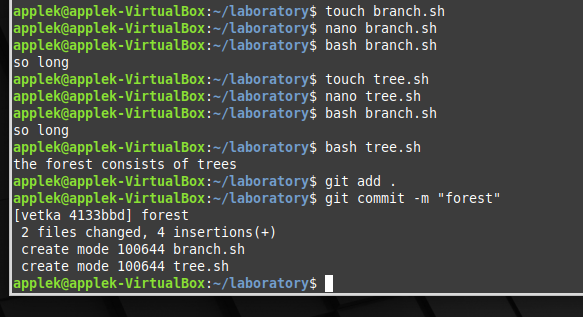 applek@applek-VirtualBox:~/laboratory$ touch branch.sh
applek@applek-VirtualBox:~/laboratory$ nano branch.sh
applek@applek-VirtualBox:~/laboratory$ bash branch.sh
so long
applek@applek-VirtualBox:~/laboratory$ touch tree.sh
applek@applek-VirtualBox:~/laboratory$ nano tree.sh
applek@applek-VirtualBox:~/laboratory$ bash branch.sh
so long
applek@applek-VirtualBox:~/laboratory$ bash tree.sh
the forest consists of trees
applek@applek-VirtualBox:~/laboratory$ git add .
applek@applek-VirtualBox:~/laboratory$ git commit -m "forest"
[vetka 4133bbd] forest
 2 files changed, 4 insertions(+)
 create mode 100644 branch.sh
 create mode 100644 tree.sh
applek@applek-VirtualBox:~/laboratory$